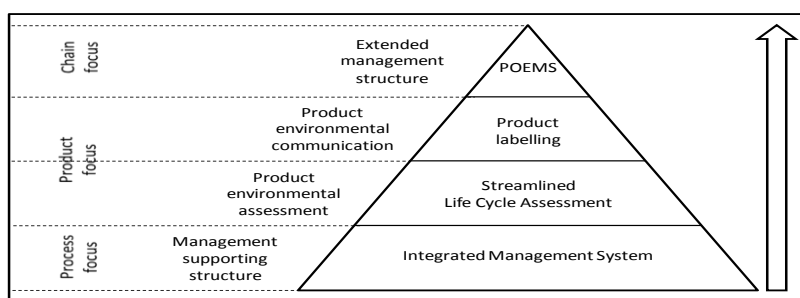 Chain
focus
Extended
management
structure
POEMS
Product
focus
Product
environmental
communication
Product
labelling
Product
environmental
assessment
Streamlined
Life Cycle Assessment
Process
focus
Management
supporting
structure
Integrated Management System